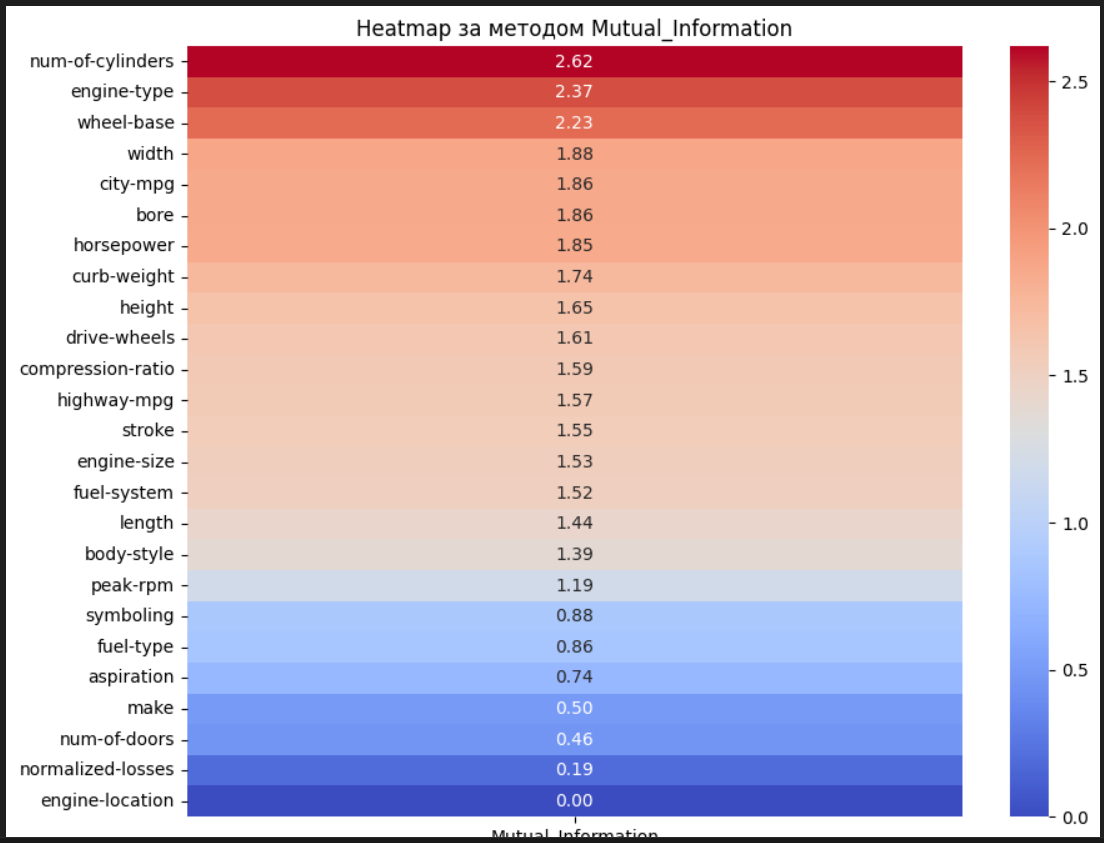 Heatmap за методом Mutual_Information
num-of-cylinders 2.62
engine-type 2.37
wheel-base 2.23
width 1.88
city-mpg 1.86
bore 1.86
horsepower 1.85
curb-weight 1.74
height 1.65
drive-wheels 1.61
compression-ratio 1.59
highway-mpg 1.57
stroke 1.55
engine-size 1.53
fuel-system 1.52
length 1.44
body-style 1.39
peak-rpm 1.19
symboling 0.88
fuel-type 0.86
aspiration 0.74
make 0.50
num-of-doors 0.46
normalized-losses 0.19
engine-location 0.00
Mutual_Information
2.5
2.0
1.5
1.0
0.5
0.0